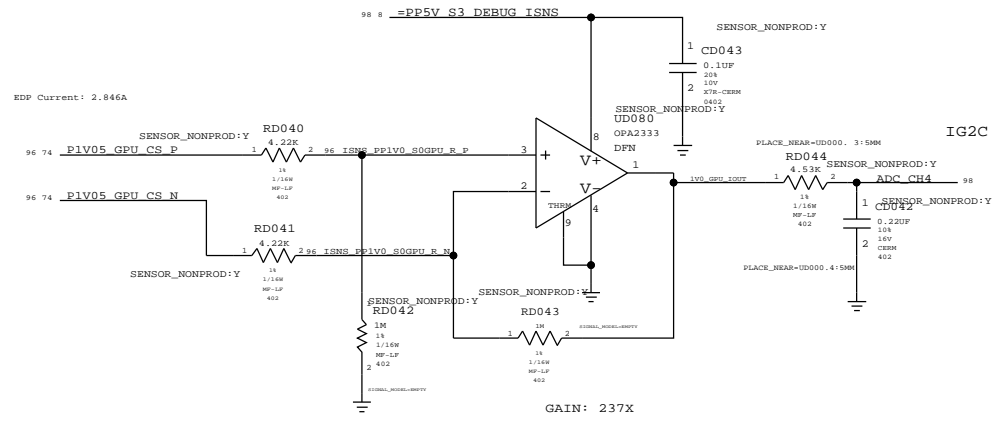 98 8 =PP5V_S3_DEBUG_ISNS
SENSOR_NONPROD:Y
1 CD043
0.1UF
20%
10V
2 X7R-CERM
0402
EDP Current: 2.846A
SENSOR_NONPROD:Y
UD080
OPA2333
DFN
IG2C
SENSOR_NONPROD:Y
RD040
4.22K
96 74 P1V05_GPU_CS_P
1 2 96 ISNS_PP1V0_S0GPU_R_P
1%
1/16W
MF-LF
402
3 + 8 V+ 1
2 - V- 4
THRM 9
PLACE_NEAR=UD000. 3:5MM
RD044
SENSOR_NONPROD:Y
4.53K
1V0_GPU_IOUT 1 2 ADC_CH4 98
1%
1/16W
MF-LF
402
SENSOR_NONPROD:Y
1 CD042
0.22UF
10%
16V
2 CERM
402
PLACE_NEAR=UD000.4:5MM
96 74 P1V05_GPU_CS_N
RD041
4.22K
1 2 96 ISNS_PP1V0_S0GPU_R_N
1%
1/16W
MF-LF
402
SENSOR_NONPROD:Y
SENSOR_NONPROD:Y
SENSOR_NONPROD:Y
1 RD042
1M
1%
1/16W
MF-LF
2 402
SIGNAL_MODEL=EMPTY
RD043
1M
1 2 SIGNAL_MODEL=EMPTY
1%
1/16W
MF-LF
402
GAIN: 237X